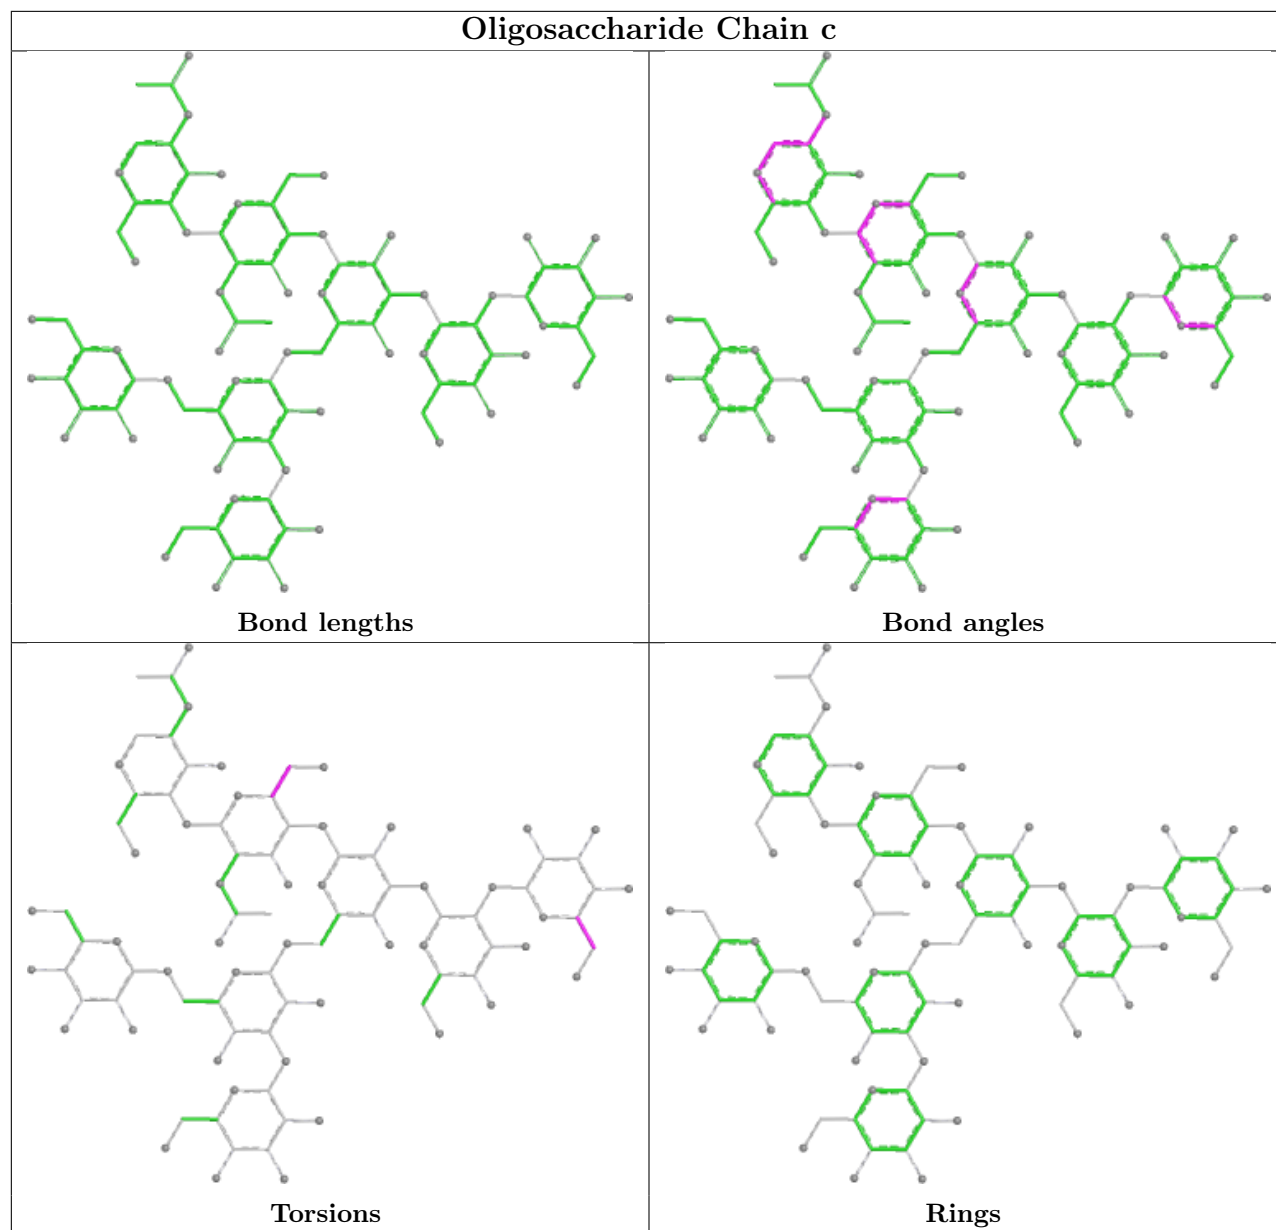 Oligosaccharide Chain c
Bond lengths
Bond angles
Torsions
Rings